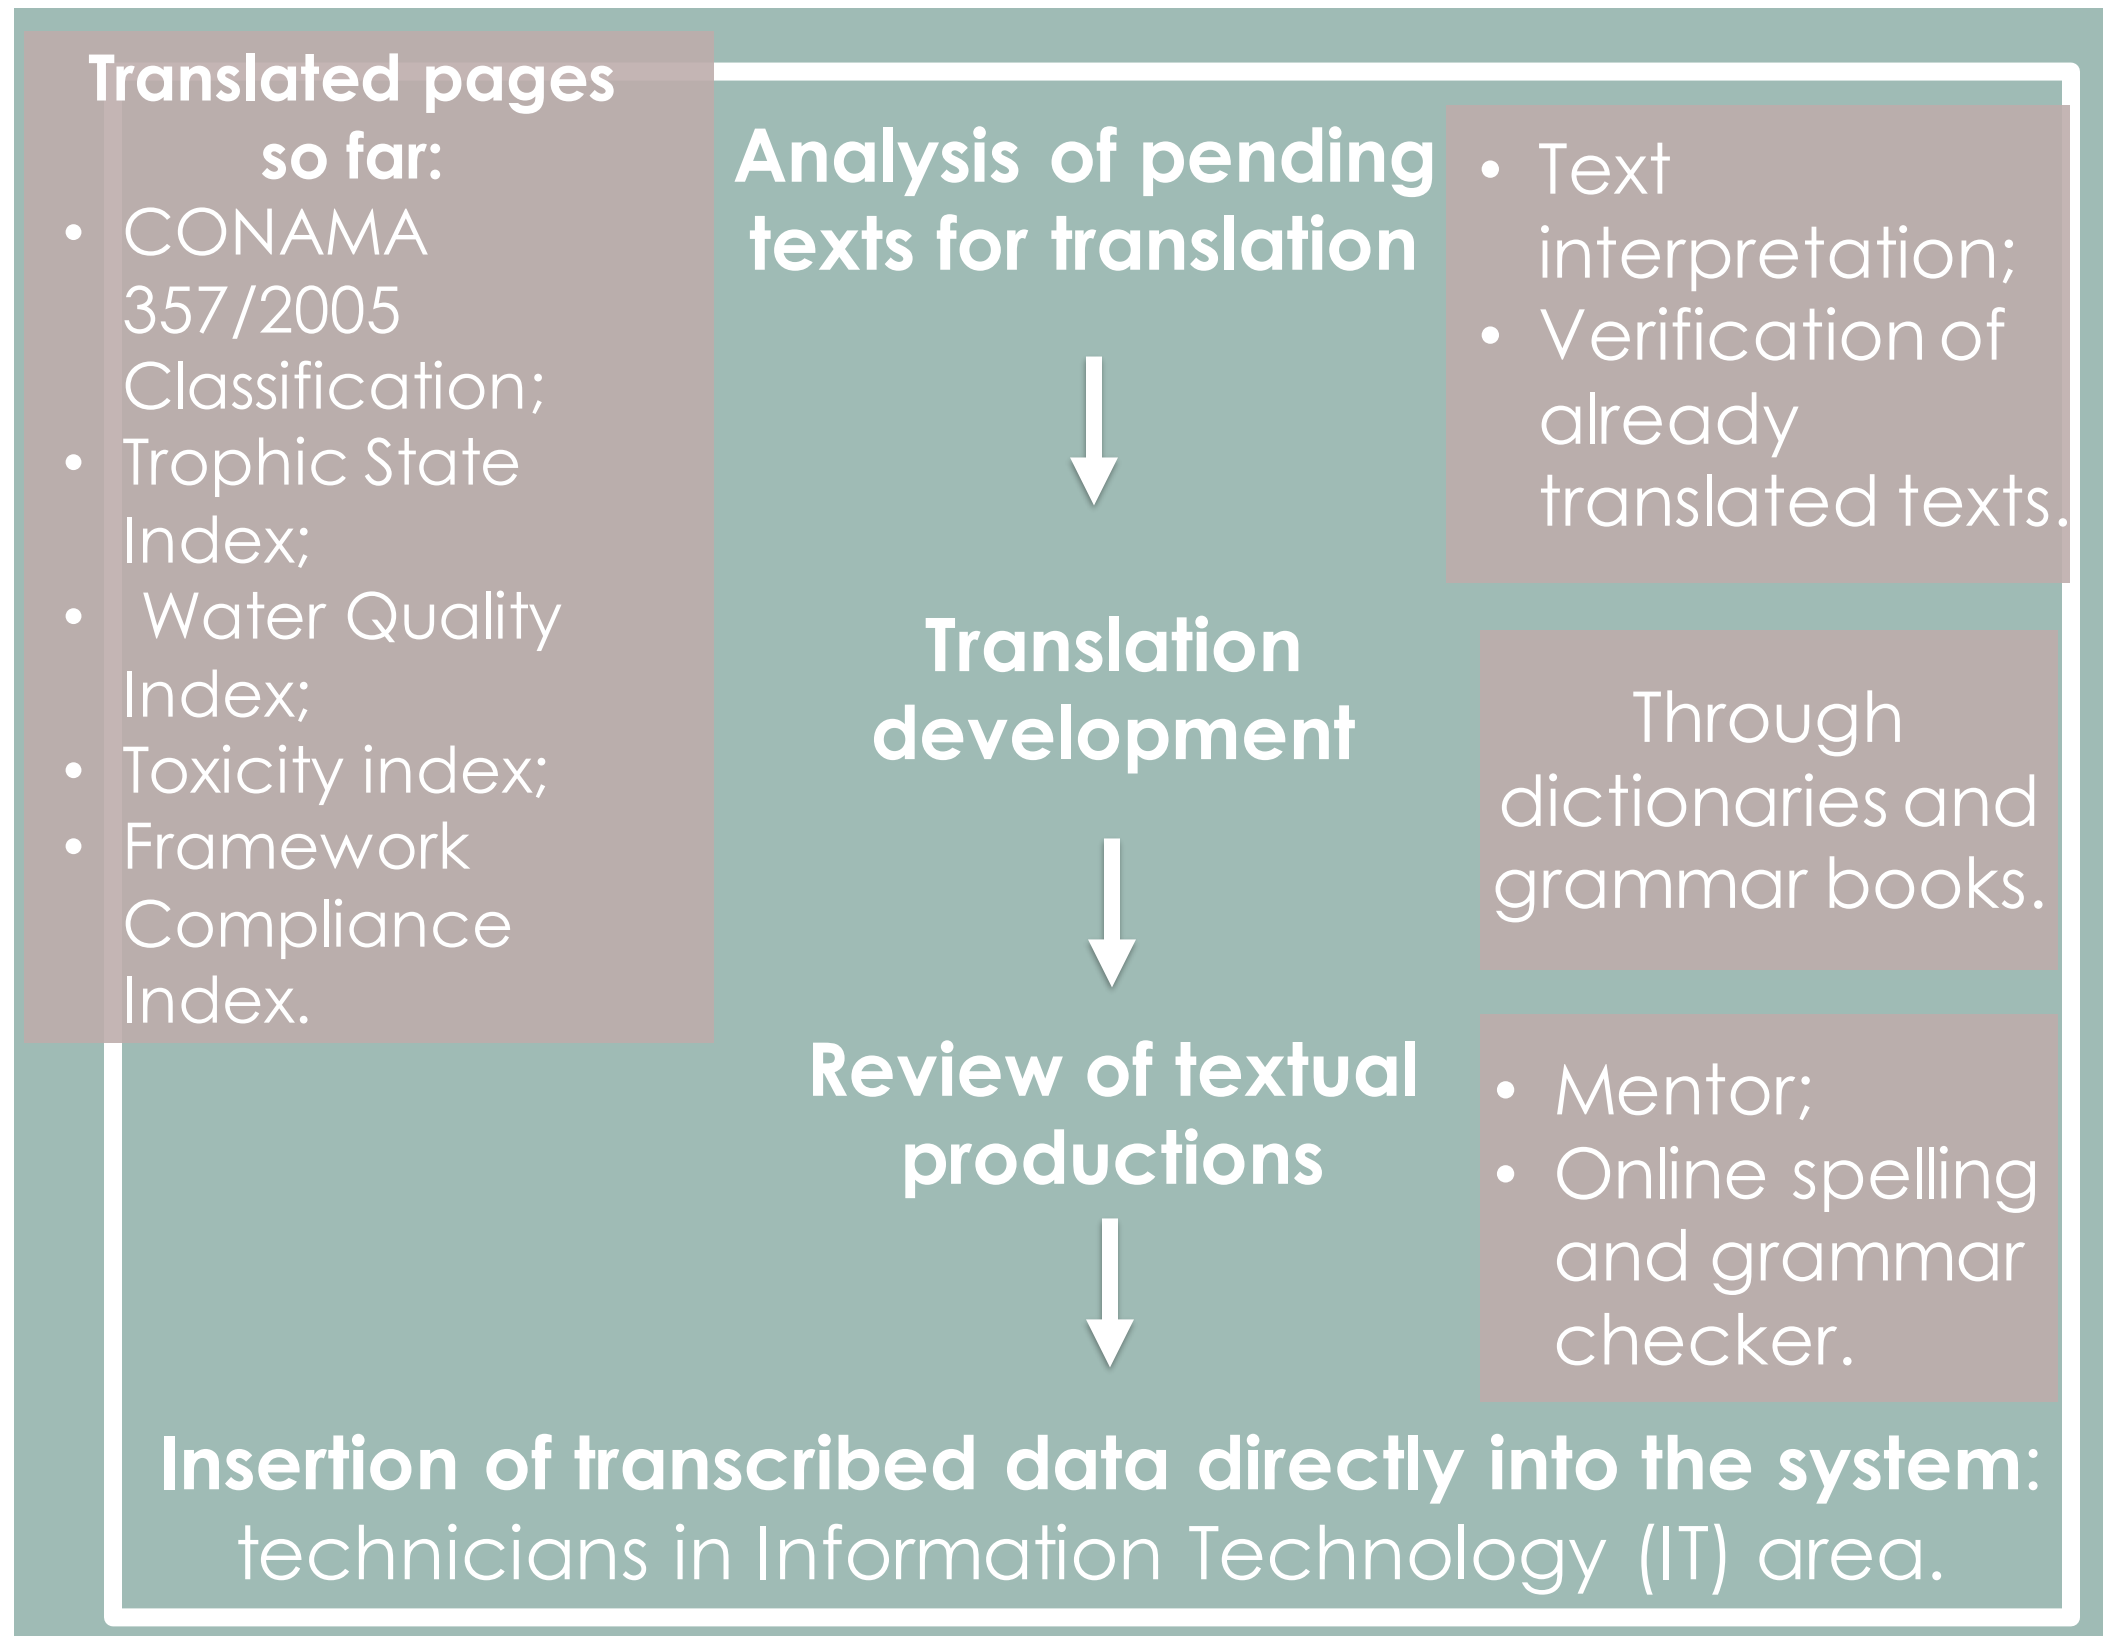 Translated pages
so far:
• CONAMA
357/2005
Classification;
• Trophic State
Index;
• Water Quality
Index;
• Toxicity index;
• Framework
Compliance
Index.
Analysis of pending
texts for translation
• Text
interpretation;
• Verification of
already
translated texts.
Translation
development
Through
dictionaries and
grammar books.
Review of textual
productions
• Mentor;
• Online spelling
and grammar
checker.
Insertion of transcribed data directly into the system:
technicians in Information Technology (IT) area.